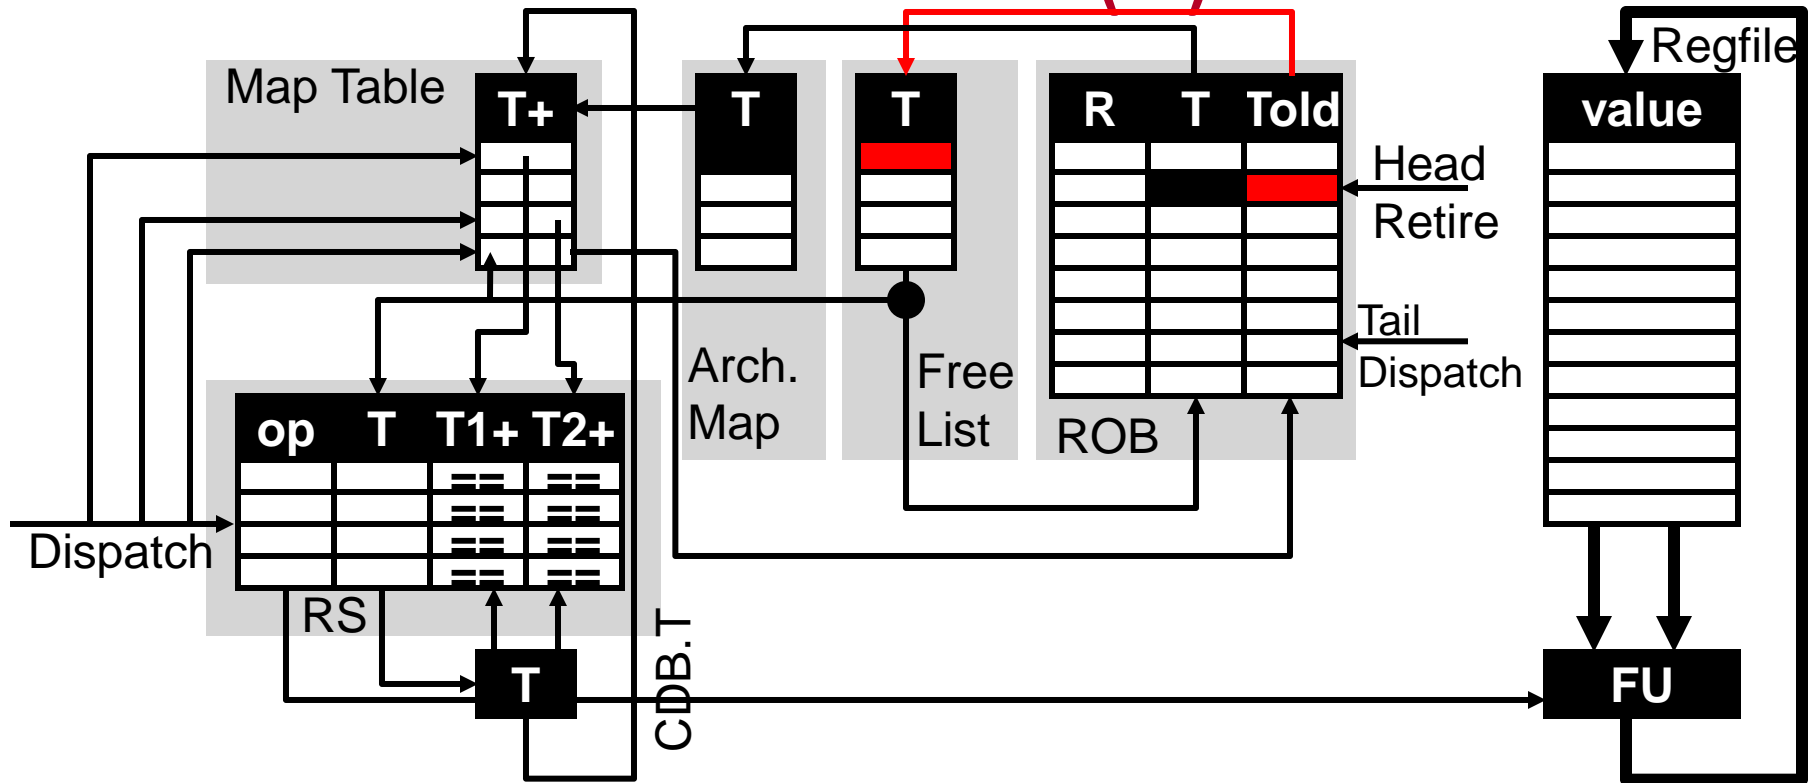 Regfile
Map Table
T+
T
T
R T Told
value
Head
Retire
Tail
Dispatch
Arch.
Map
Free
List
ROB
op T T1+ T2+
== ==
== ==
== ==
== ==
Dispatch
RS
CDB.T
T
FU